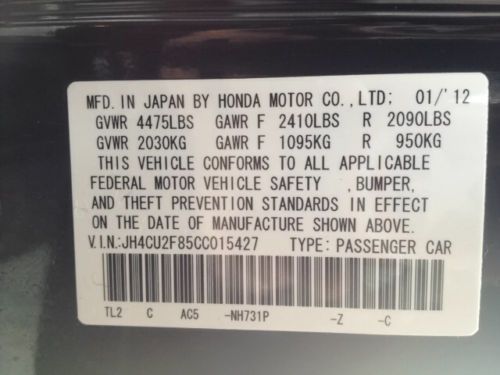 MFD. IN JAPAN BY HONDA MOTOR CO., LTD: 01/'12
GVWR 4475LBS GAWR F 2410LBS R 2090LBS
GVWR 2030KG GAWR F 1095KG R 950KG
THIS VEHICLE CONFORMS TO ALL APPLICABLE
FEDERAL MOTOR VEHICLE SAFETY ,BUMPER,
AND THEFT PREVENTION STANDARDS IN EFFECT
ON THE DATE OF MANUFACTURE SHOWN ABOVE.
V.I.N:JH4CU2F85CC015427 TYPE: PASSENGER CAR
TL2 C AC5 -NH731P -Z -C